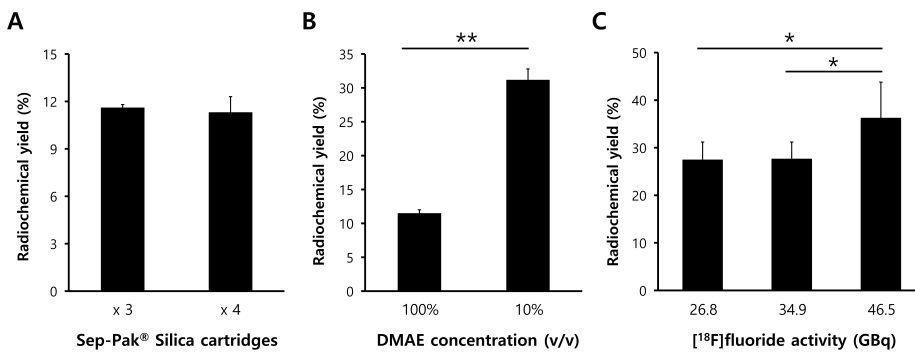 A
Radiochemical yield (%)
15
12
9
6
3
0
x 3
x 4
Sep-Pak® Silica cartridges
B
Radiochemical yield (%)
35
30
25
20
15
10
5
0
**
100%
10%
DMAE concentration (v/v)
C
Radiochemical yield (%)
50
40
30
20
10
0
*
*
26.8
34.9
46.5
[¹⁸F]fluoride activity (GBq)